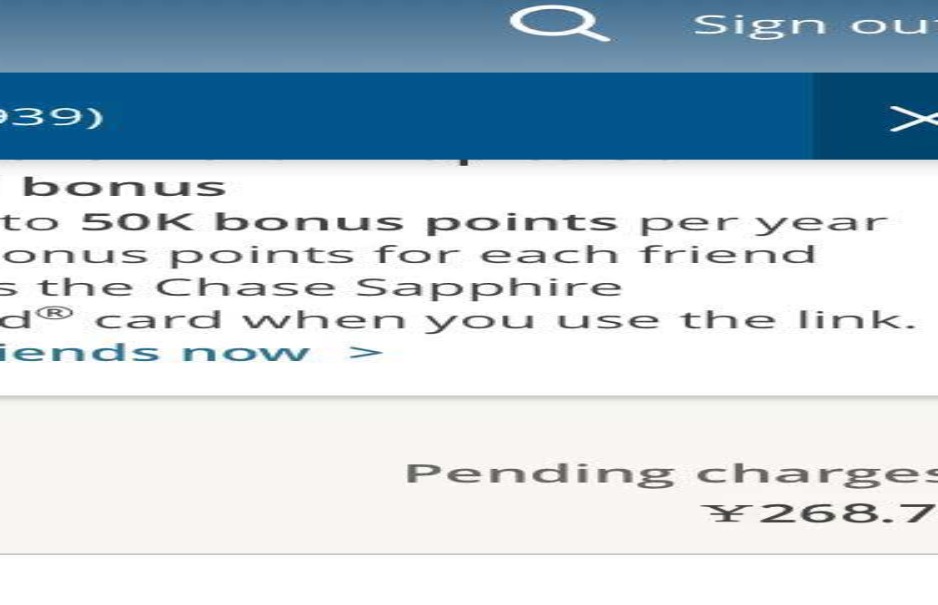 Sign out
939)
bonus
to 50K bonus points per year
onus points for each friend
s the Chase Sapphire
d® card when you use the link.
iends now >
Pending charges
¥268.7